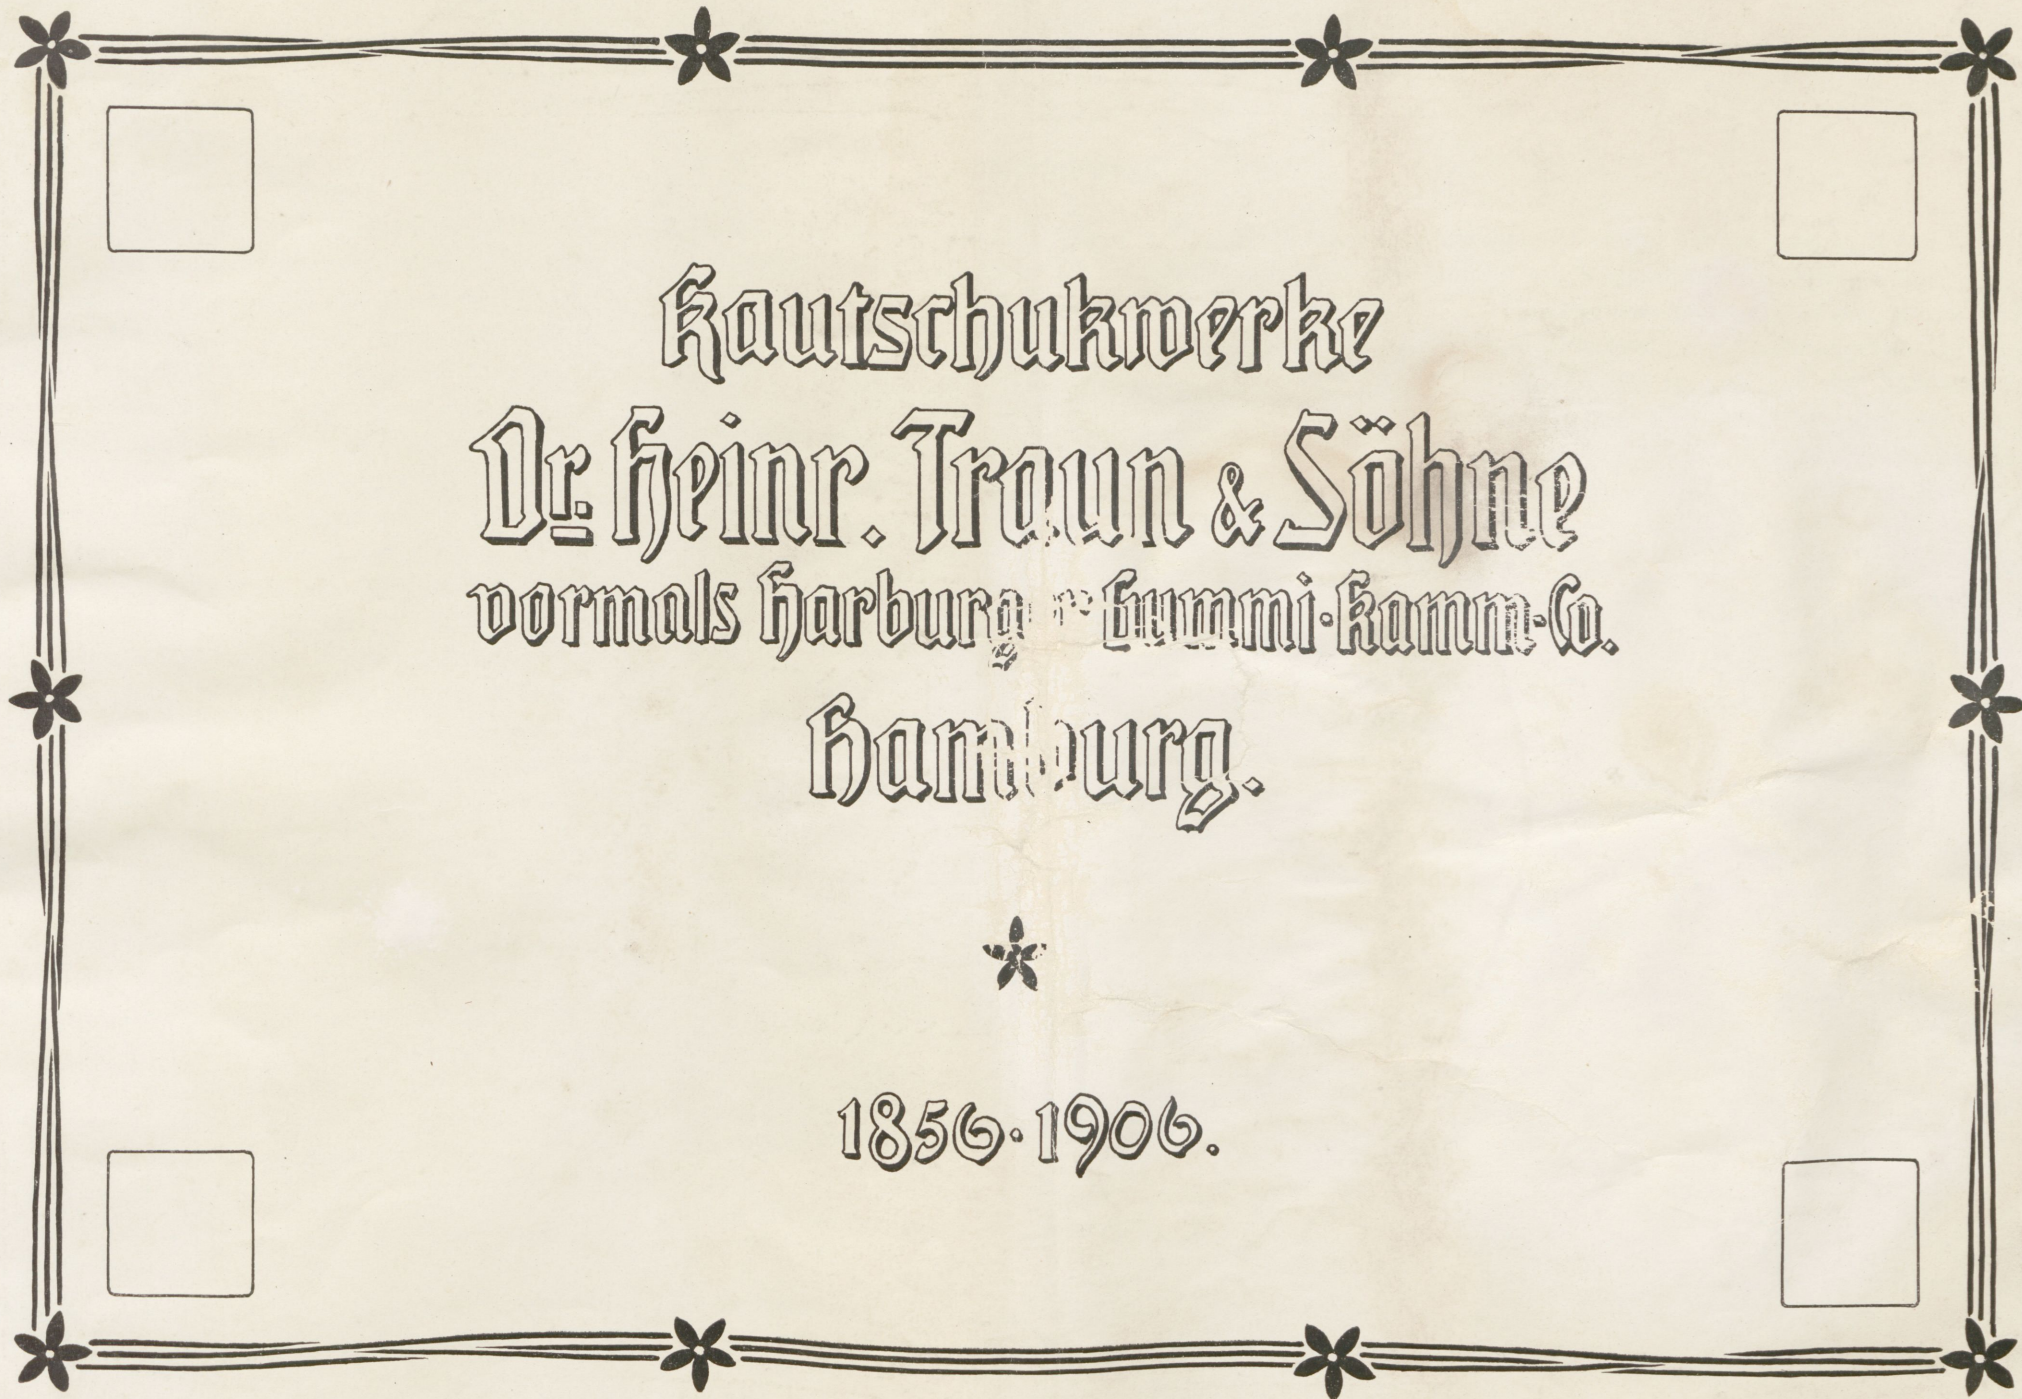 Kautschukwerke
Dr. Heinr. Traun & Söhne
vormals Harburger Gummi-Kamm-Co.
Hamburg.
1856-1906.